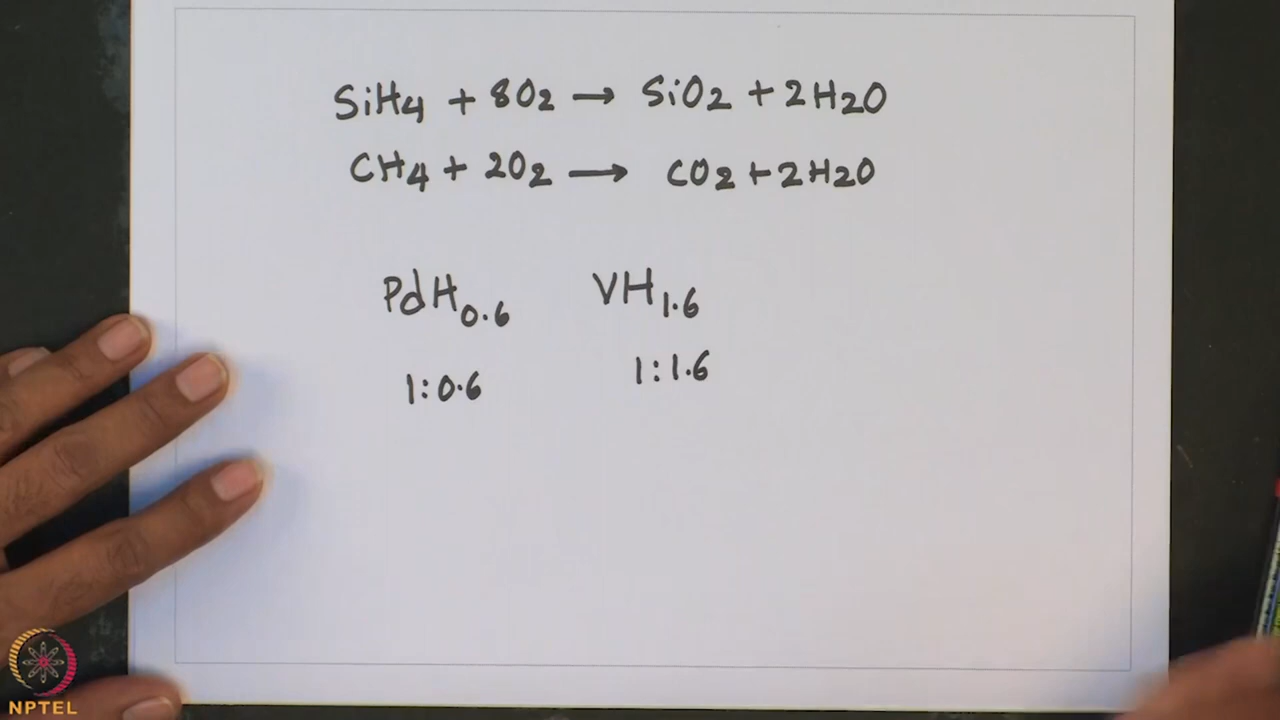 SiH4 + 8O2 → SiO2 + 2H2O
CH4 + 2O2 → CO2 + 2H2O
PdH0.6 VH1.6
1:0.6 1:1.6
NPTEL